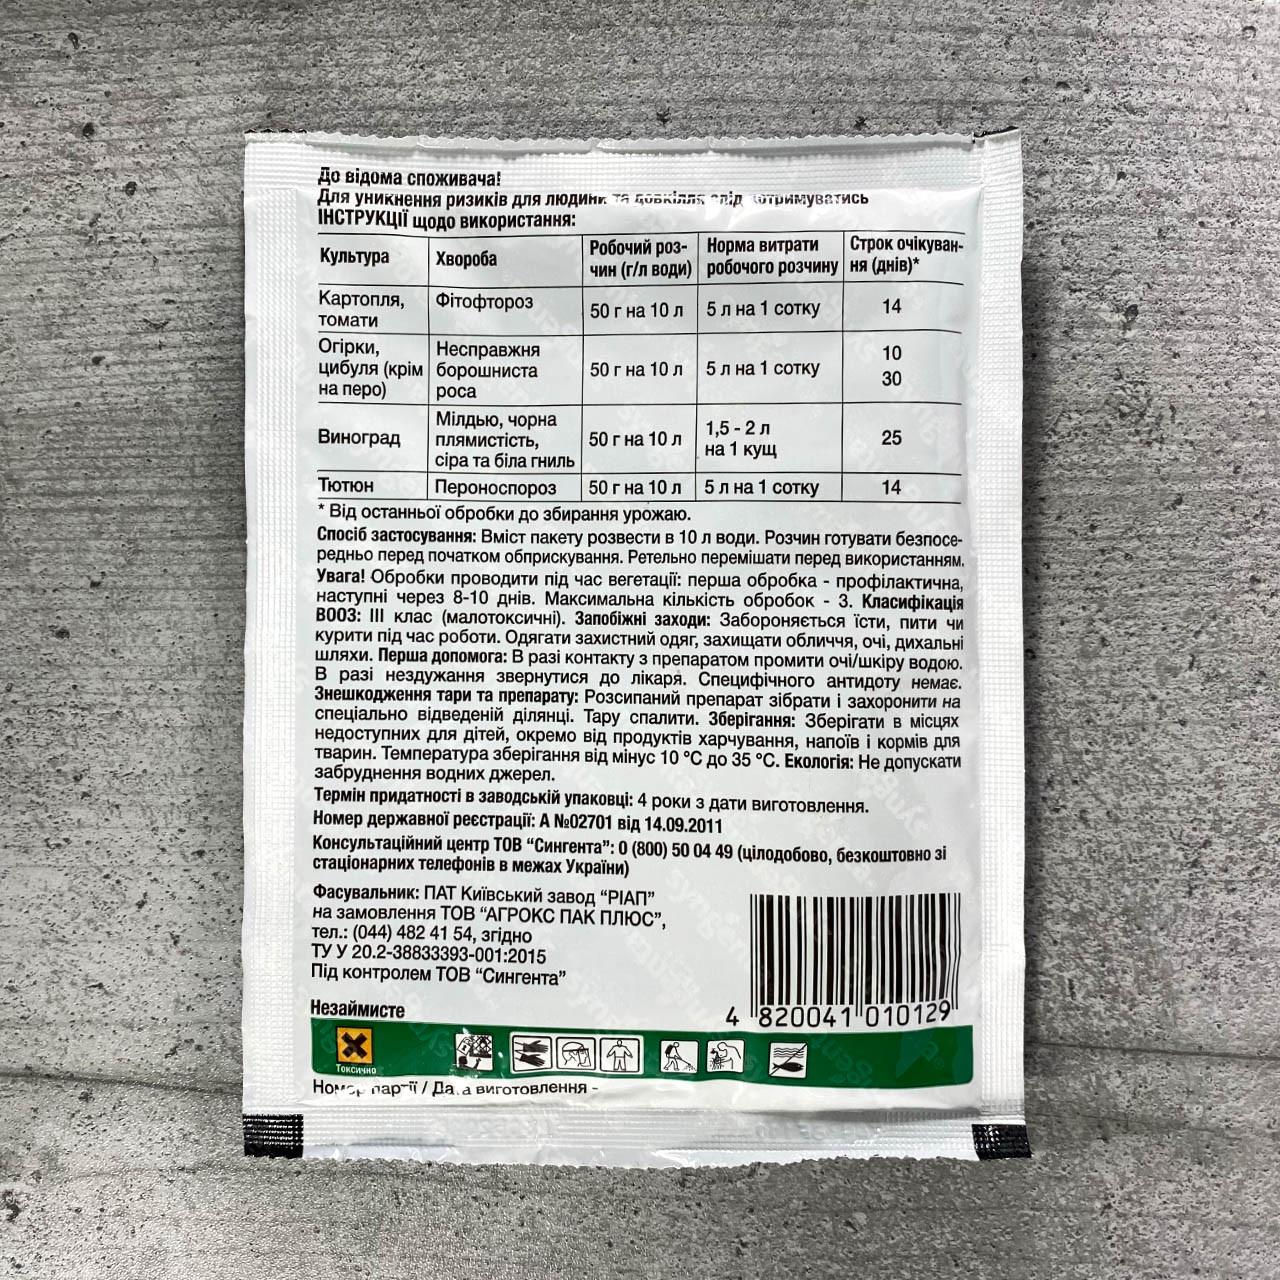 До відома споживача!
Для уникнення ризиків для людини та довкілля слід дотримуватись
ІНСТРУКЦІЇ щодо використання:
Культура Хвороба Робочий роз- Норма витрати Строк очікуван-
чин (г/л води) робочого розчину ня (днів)*
Картопля, Фітофтороз 50 г на 10 л 5 л на 1 сотку 14
томати
Огірки, Несправжня 10
цибуля (крім борошниста 50 г на 10 л 5 л на 1 сотку 30
на перо) роса
Мілдью, чорна 1,5 - 2 л
Виноград плямистість, 50 г на 10 л на 1 кущ 25
сіра та біла гниль
Тютюн Пероноспороз 50 г на 10 л 5 л на 1 сотку 14
* Від останньої обробки до збирання урожаю.
Спосіб застосування: Вміст пакету розвести в 10 л води. Розчин готувати безпосе-
редньо перед початком обприскування. Ретельно перемішати перед використанням.
Увага! Обробки проводити під час вегетації: перша обробка - профілактична,
наступні через 8-10 днів. Максимальна кількість обробок - 3. Класифікація
ВООЗ: III клас (малотоксичні). Запобіжні заходи: Забороняється їсти, пити чи
курити під час роботи. Одягати захистний одяг, захищати обличчя, очі, дихальні
шляхи. Перша допомога: В разі контакту з препаратом промити очі/шкіру водою.
В разі нездужання звернутися до лікаря. Специфічного антидоту немає.
Знешкодження тари та препарату: Розсипаний препарат зібрати і захоронити на
спеціально відведеній ділянці. Тару спалити. Зберігання: Зберігати в місцях
недоступних для дітей, окремо від продуктів харчування, напоїв і кормів для
тварин. Температура зберігання від мінус 10 °С до 35 °С. Екологія: Не допускати
забруднення водних джерел.
Термін придатності в заводській упаковці: 4 роки з дати виготовлення.
Номер державної реєстрації: А №02701 від 14.09.2011
Консультаційний центр ТОВ “Сингента”: 0 (800) 50 04 49 (цілодобово, безкоштовно зі
стаціонарних телефонів в межах України)
Фасувальник: ПАТ Київський завод “РІАП”
на замовлення ТОВ “АГРОКС ПАК ПЛЮС”,
тел.: (044) 482 41 54, згідно
ТУ У 20.2-38833393-001:2015
Під контролем ТОВ “Сингента”
Незаймисте
4 820041 010129
Токсично
Номер партії / Дата виготовлення -